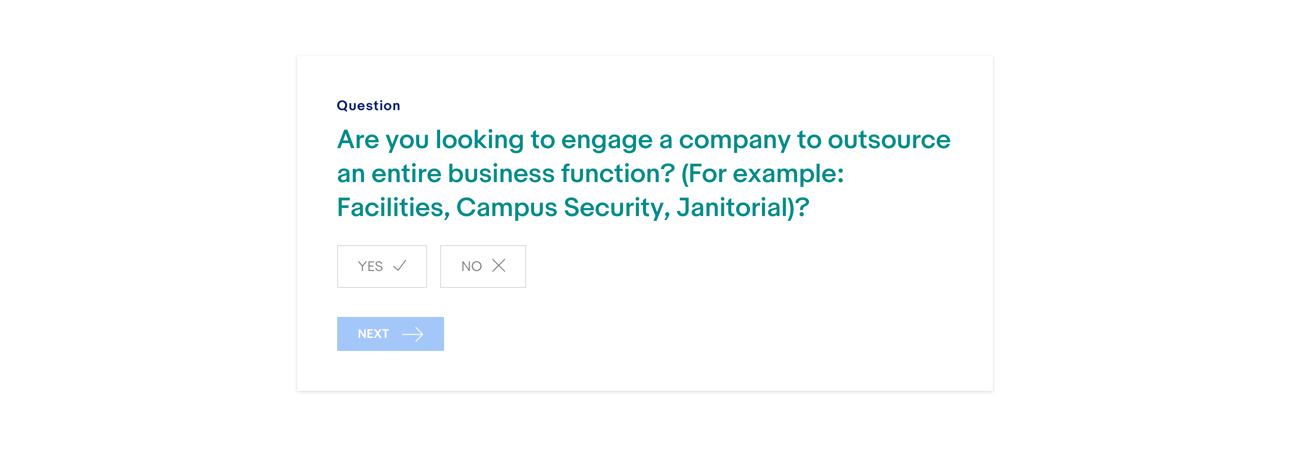 Question
Are you looking to engage a company to outsource
an entire business function? (For example:
Facilities, Campus Security, Janitorial)?
YES
NO
NEXT